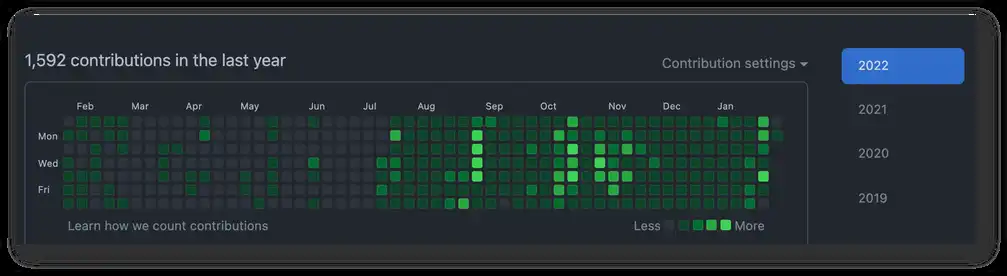 1,592 contributions in the last year
Contribution settings
2022
2021
2020
2019
Feb Mar Apr May Jun Jul Aug Sep Oct Nov Dec Jan
Mon
Wed
Fri
Learn how we count contributions
Less More